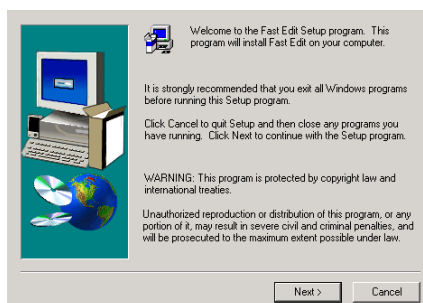 Welcome to the Fast Edit Setup program. This
program will install Fast Edit on your computer.
It is strongly recommended that you exit all Windows programs
before running this Setup program.
Click Cancel to quit Setup and then close any programs you
have running. Click Next to continue with the Setup program.
WARNING: This program is protected by copyright law and
international treaties.
Unauthorized reproduction or distribution of this program, or any
portion of it, may result in severe civil and criminal penalties, and
will be prosecuted to the maximum extent possible under law.
Next > Cancel